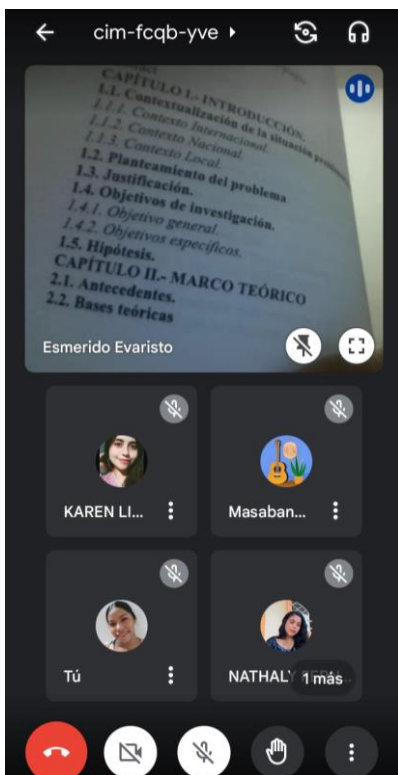 cim-fcqb-yve
CAPÍTULO I.- INTRODUCCIÓN.
1.1. Contextualización de la situación
1.1.1. Contexto Internacional.
1.1.2. Contexto Nacional.
1.1.3. Contexto Local.
1.2. Planteamiento del problema
1.3. Justificación.
1.4. Objetivos de investigación.
1.4.1. Objetivo general.
1.4.2. Objetivos específicos.
1.5. Hipótesis.
CAPÍTULO II.- MARCO TEÓRICO
2.1. Antecedentes.
2.2. Bases teóricas
Esmerido Evaristo
KAREN LI...
Masaban...
Tú
NATHALY
1 más